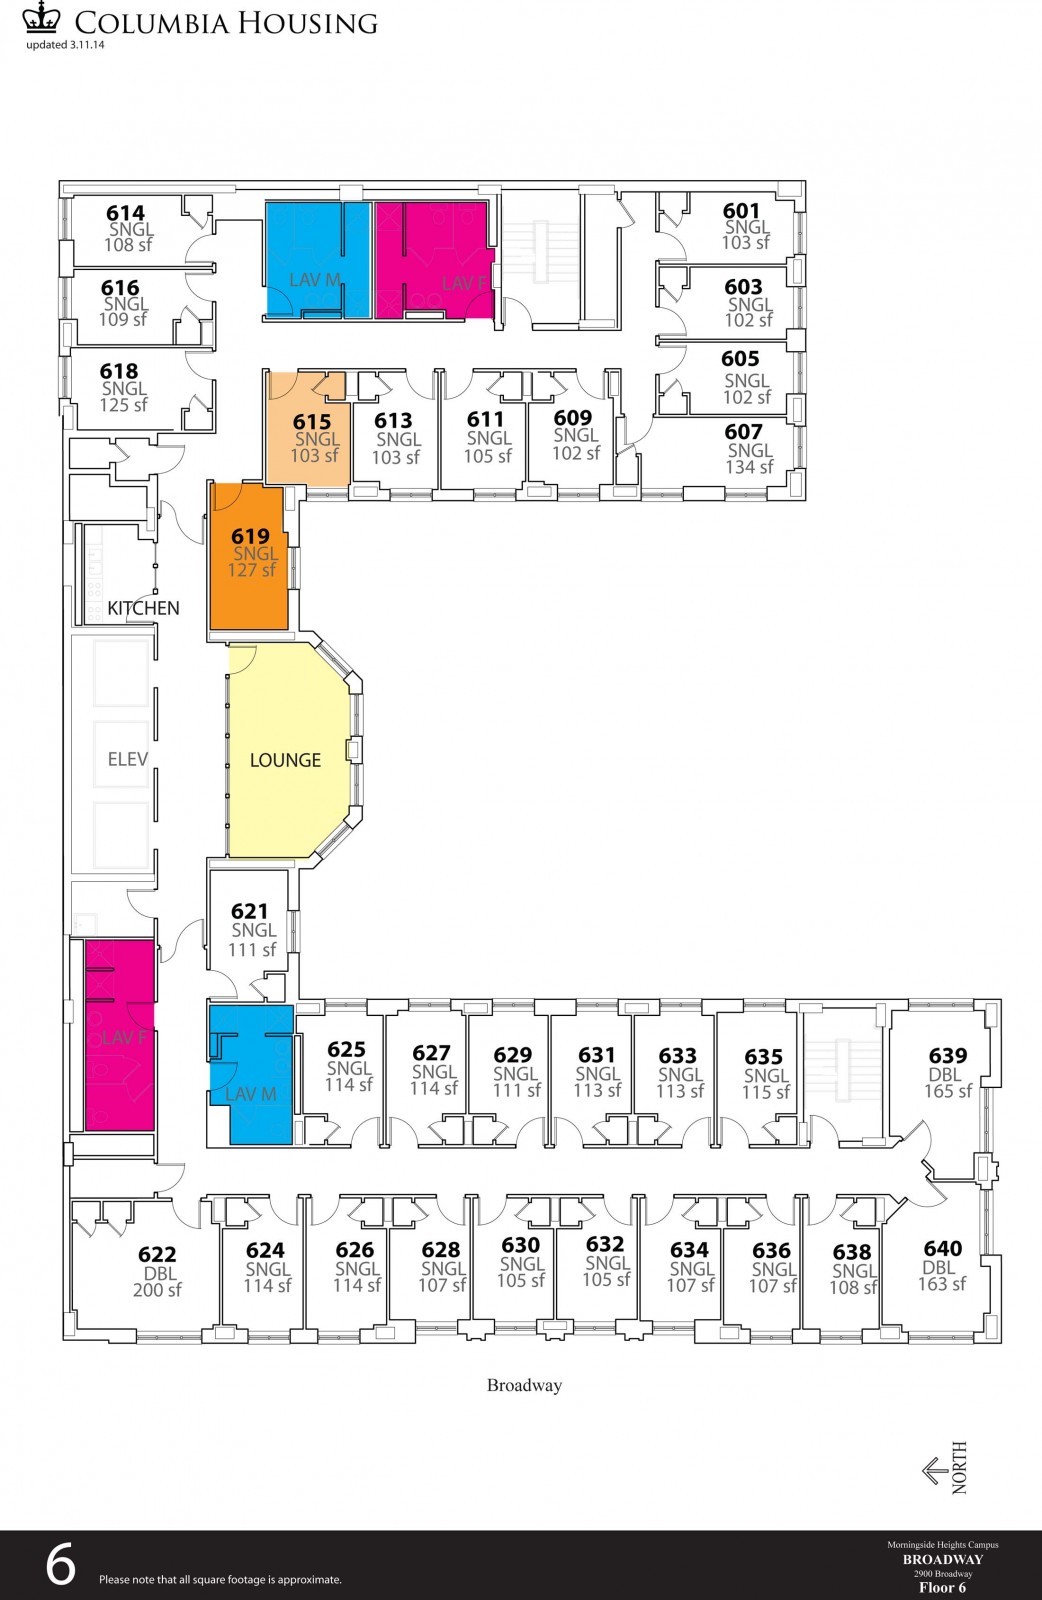 COLUMBIA HOUSING
updated 3.11.14
614
SNGL
108 sf
616
SNGL
109 sf
618
SNGL
125 sf
LAV M
LAV F
601
SNGL
103 sf
603
SNGL
102 sf
605
SNGL
102 sf
607
SNGL
134 sf
615
SNGL
103 sf
613
SNGL
103 sf
611
SNGL
105 sf
609
SNGL
102 sf
619
SNGL
127 sf
KITCHEN
ELEV
LOUNGE
621
SNGL
111 sf
LAV F
LAV M
625
SNGL
114 sf
627
SNGL
114 sf
629
SNGL
111 sf
631
SNGL
113 sf
633
SNGL
113 sf
635
SNGL
115 sf
639
DBL
165 sf
622
DBL
200 sf
624
SNGL
114 sf
626
SNGL
114 sf
628
SNGL
107 sf
630
SNGL
105 sf
632
SNGL
105 sf
634
SNGL
107 sf
636
SNGL
107 sf
638
SNGL
108 sf
640
DBL
163 sf
Broadway
NORTH
6
Please note that all square footage is approximate.
Morningside Heights Campus
BROADWAY
2900 Broadway
Floor 6